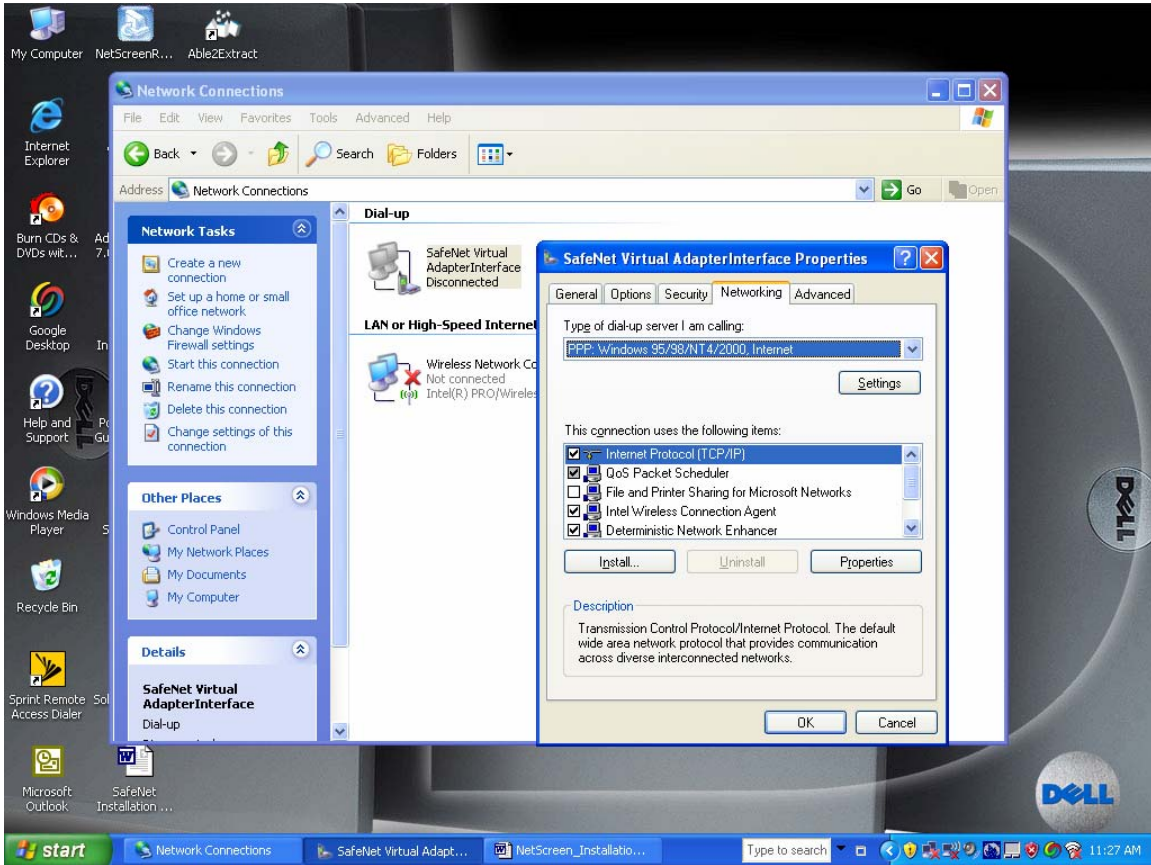 My Computer
NetScreenR...
Able2Extract
Internet
Explorer
Burn CDs &
DVDs wit...
Ad
7.
Google
Desktop
In
Help and
Support
Po
Gu
Windows Media
Player
S
Recycle Bin
Sprint Remote
Access Dialer
Sol
Microsoft
Outlook
SafeNet
Installation ...
Network Connections
File Edit View Favorites Tools Advanced Help
Back Search Folders
Address Network Connections Go Open
Network Tasks
Create a new
connection
Set up a home or small
office network
Change Windows
Firewall settings
Start this connection
Rename this connection
Delete this connection
Change settings of this
connection
Other Places
Control Panel
My Network Places
My Documents
My Computer
Details
SafeNet Virtual
AdapterInterface
Dial-up
Dial-up
SafeNet Virtual
AdapterInterface
Disconnected
LAN or High-Speed Internet
Wireless Network Co
Not connected
Intel(R) PRO/Wireles
SafeNet Virtual AdapterInterface Properties
General Options Security Networking Advanced
Type of dial-up server I am calling:
PPP: Windows 95/98/NT4/2000, Internet
Settings
This connection uses the following items:
Internet Protocol (TCP/IP)
QoS Packet Scheduler
File and Printer Sharing for Microsoft Networks
Intel Wireless Connection Agent
Deterministic Network Enhancer
Install... Uninstall Properties
Description
Transmission Control Protocol/Internet Protocol. The default
wide area network protocol that provides communication
across diverse interconnected networks.
OK Cancel
DELL
DELL
start Network Connections SafeNet Virtual Adapt... NetScreen_Installatio... Type to search 11:27 AM